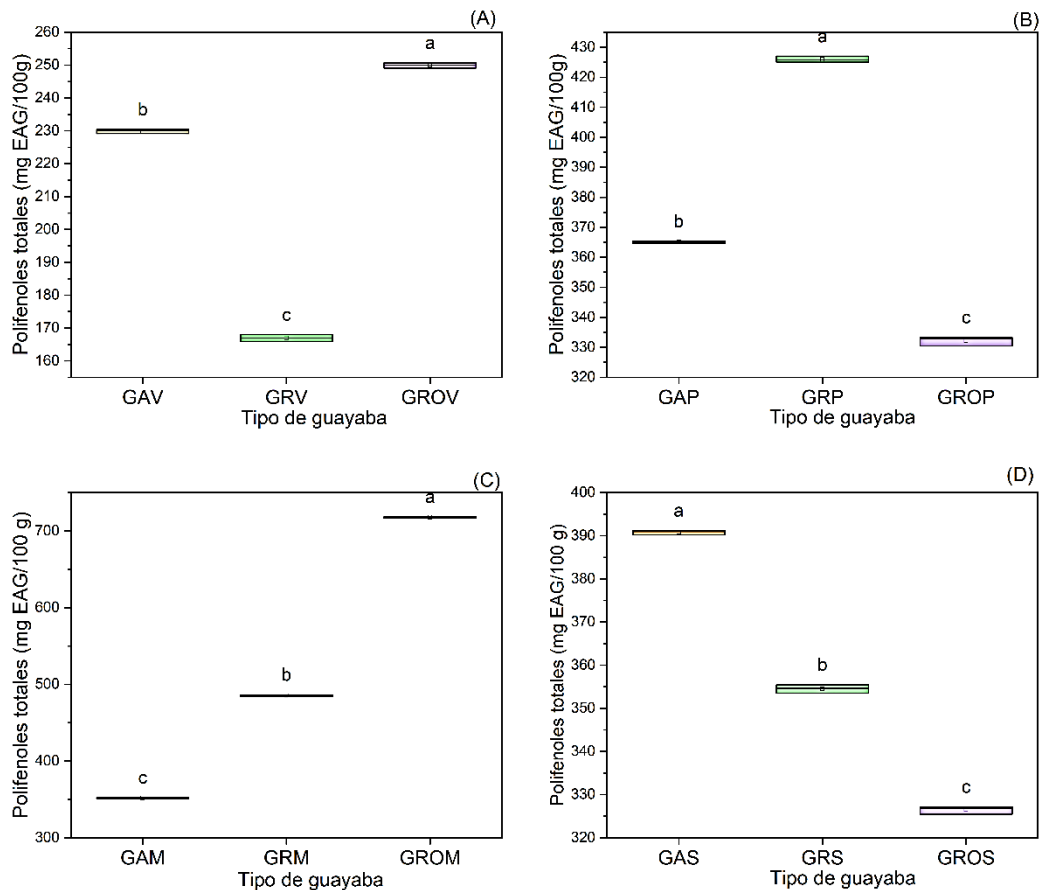 (A)
Polifenoles totales (mg EAG/100g)
260
250
240
230
220
210
200
190
180
170
160
a
b
c
GAV GRV GROV
Tipo de guayaba
(B)
Polifenoles totales (mg EAG/100g)
430
420
410
400
390
380
370
360
350
340
330
320
a
b
c
GAP GRP GROP
Tipo de guayaba
(C)
Polifenoles totales (mg EAG/100 g)
700
600
500
400
300
a
b
c
GAM GRM GROM
Tipo de guayaba
(D)
Polifenoles totales (mg EAG/100 g)
400
390
380
370
360
350
340
330
320
a
b
c
GAS GRS GROS
Tipo de guayaba